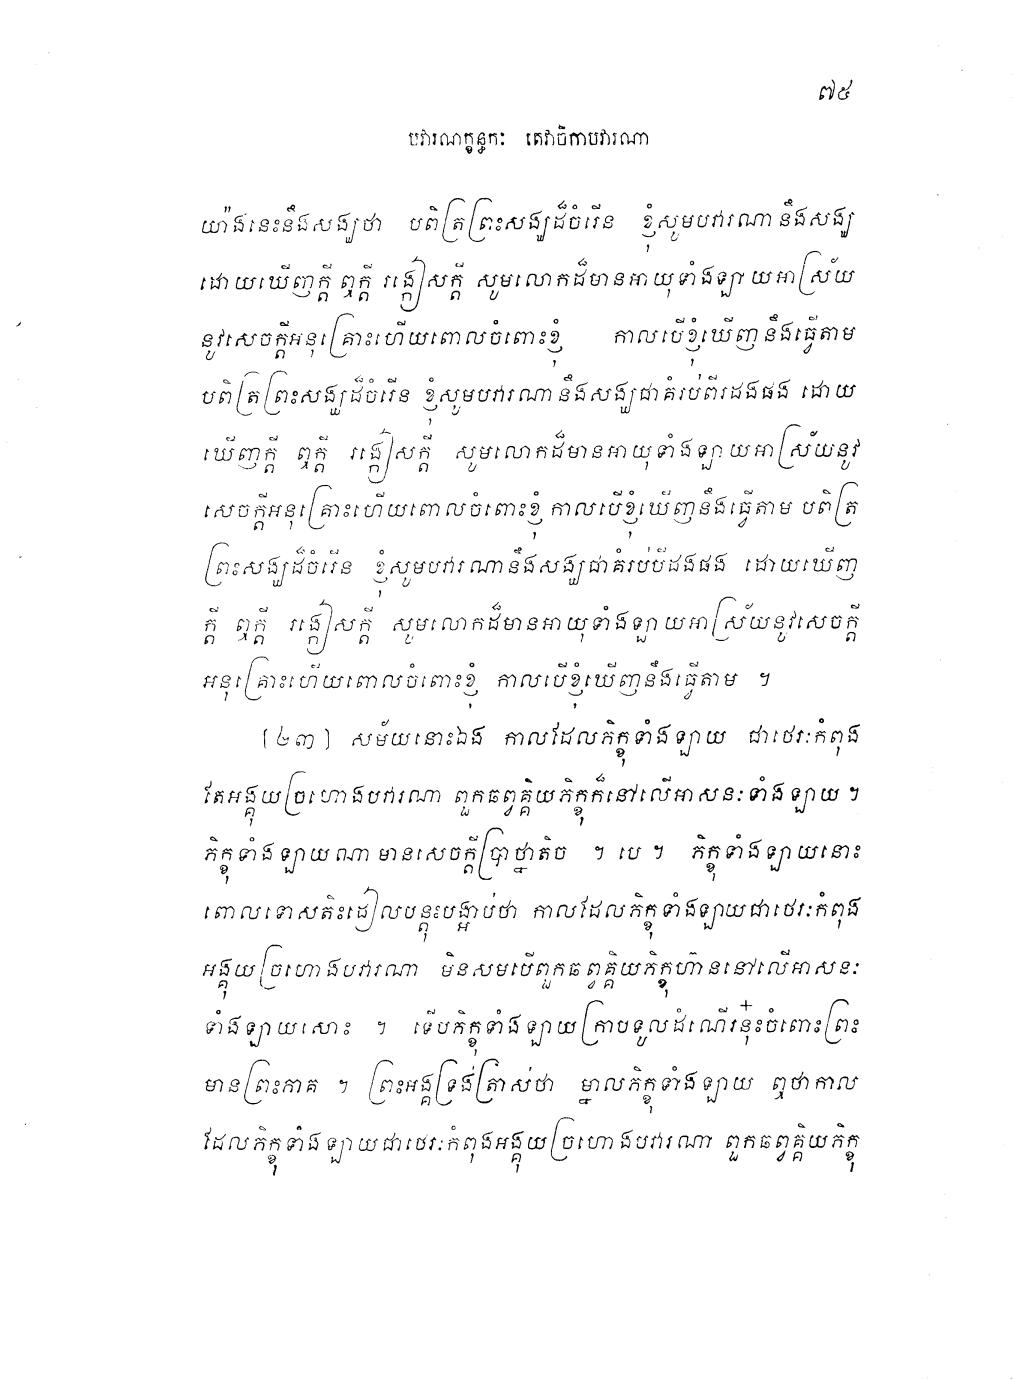 ៧៥
បវារណក្ខន្ធកៈ តេវាចិកាបវារណា
យ៉ាងនេះនឹងសង្ឃថា បពិត្រព្រះសង្ឃដ៏ចំរើន ខ្ញុំសូមបវារណានឹងសង្ឃ
ដោយឃើញក្តី ឮក្តី រង្កៀសក្តី សូមលោកដ៏មានអាយុទាំងឡាយអាស្រ័យ
នូវសេចក្តីអនុគ្រោះហើយពោលចំពោះខ្ញុំ កាលបើខ្ញុំឃើញនឹងធ្វើតាម
បពិត្រព្រះសង្ឃដ៏ចំរើន ខ្ញុំសូមបវារណានឹងសង្ឃជាគំរប់ពីរដងផង ដោយ
ឃើញក្តី ឮក្តី រង្កៀសក្តី សូមលោកដ៏មានអាយុទាំងឡាយអាស្រ័យនូវ
សេចក្តីអនុគ្រោះហើយពោលចំពោះខ្ញុំ កាលបើខ្ញុំឃើញនឹងធ្វើតាម បពិត្រ
ព្រះសង្ឃដ៏ចំរើន ខ្ញុំសូមបវារណានឹងសង្ឃជាគំរប់បីដងផង ដោយឃើញ
ក្តី ឮក្តី រង្កៀសក្តី សូមលោកដ៏មានអាយុទាំងឡាយអាស្រ័យនូវសេចក្តី
អនុគ្រោះហើយពោលចំពោះខ្ញុំ កាលបើខ្ញុំឃើញនឹងធ្វើតាម ។
[៤៣] សម័យនោះឯង កាលដែលភិក្ខុទាំងឡាយ ជាថេរៈកំពុង
តែអង្គុយច្រហោងបវារណា ពួកឆព្វគ្គិយភិក្ខុក៏នៅលើអាសនៈទាំងឡាយ ។
ភិក្ខុទាំងឡាយណាមានសេចក្តីប្រាថ្នាតិច ។ បេ ។ ភិក្ខុទាំងឡាយនោះ
ពោលទោសតិះដៀលបន្តុះបង្អាប់ថា កាលដែលភិក្ខុទាំងឡាយជាថេរៈកំពុង
អង្គុយច្រហោងបវារណា មិនសមបើពួកឆព្វគ្គិយភិក្ខុហ៊ាននៅលើអាសនៈ
ទាំងឡាយសោះ ។ ទើបភិក្ខុទាំងឡាយក្រាបទូលដំណើរនុ៎ះចំពោះព្រះ
មានព្រះភាគ ។ ព្រះអង្គទ្រង់ត្រាស់ថា ម្នាលភិក្ខុទាំងឡាយ ឮថាកាល
ដែលភិក្ខុទាំងឡាយជាថេរៈកំពុងអង្គុយច្រហោងបវារណា ពួកឆព្វគ្គិយភិក្ខុ